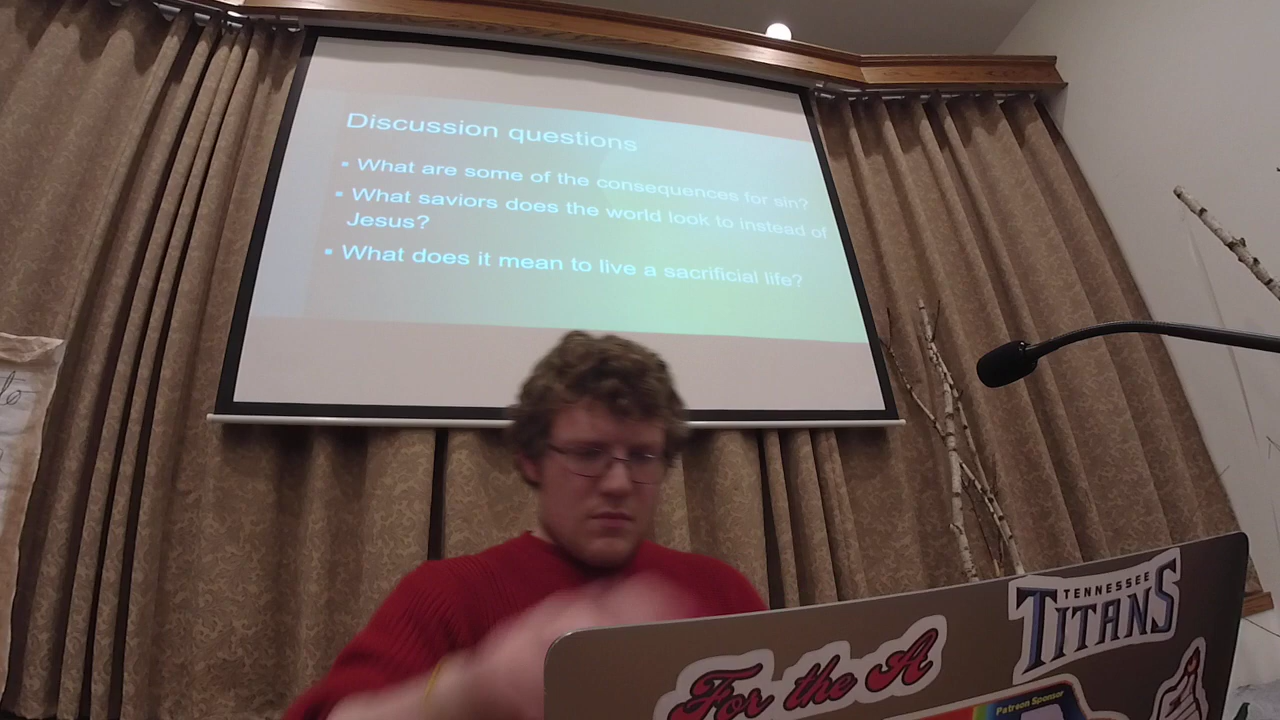 Discussion questions
▪ What are some of the consequences for sin?
▪ What saviors does the world look to instead of
Jesus?
▪ What does it mean to live a sacrificial life?
TENNESSEE
TITANS
For the A
Patreon Sponsor